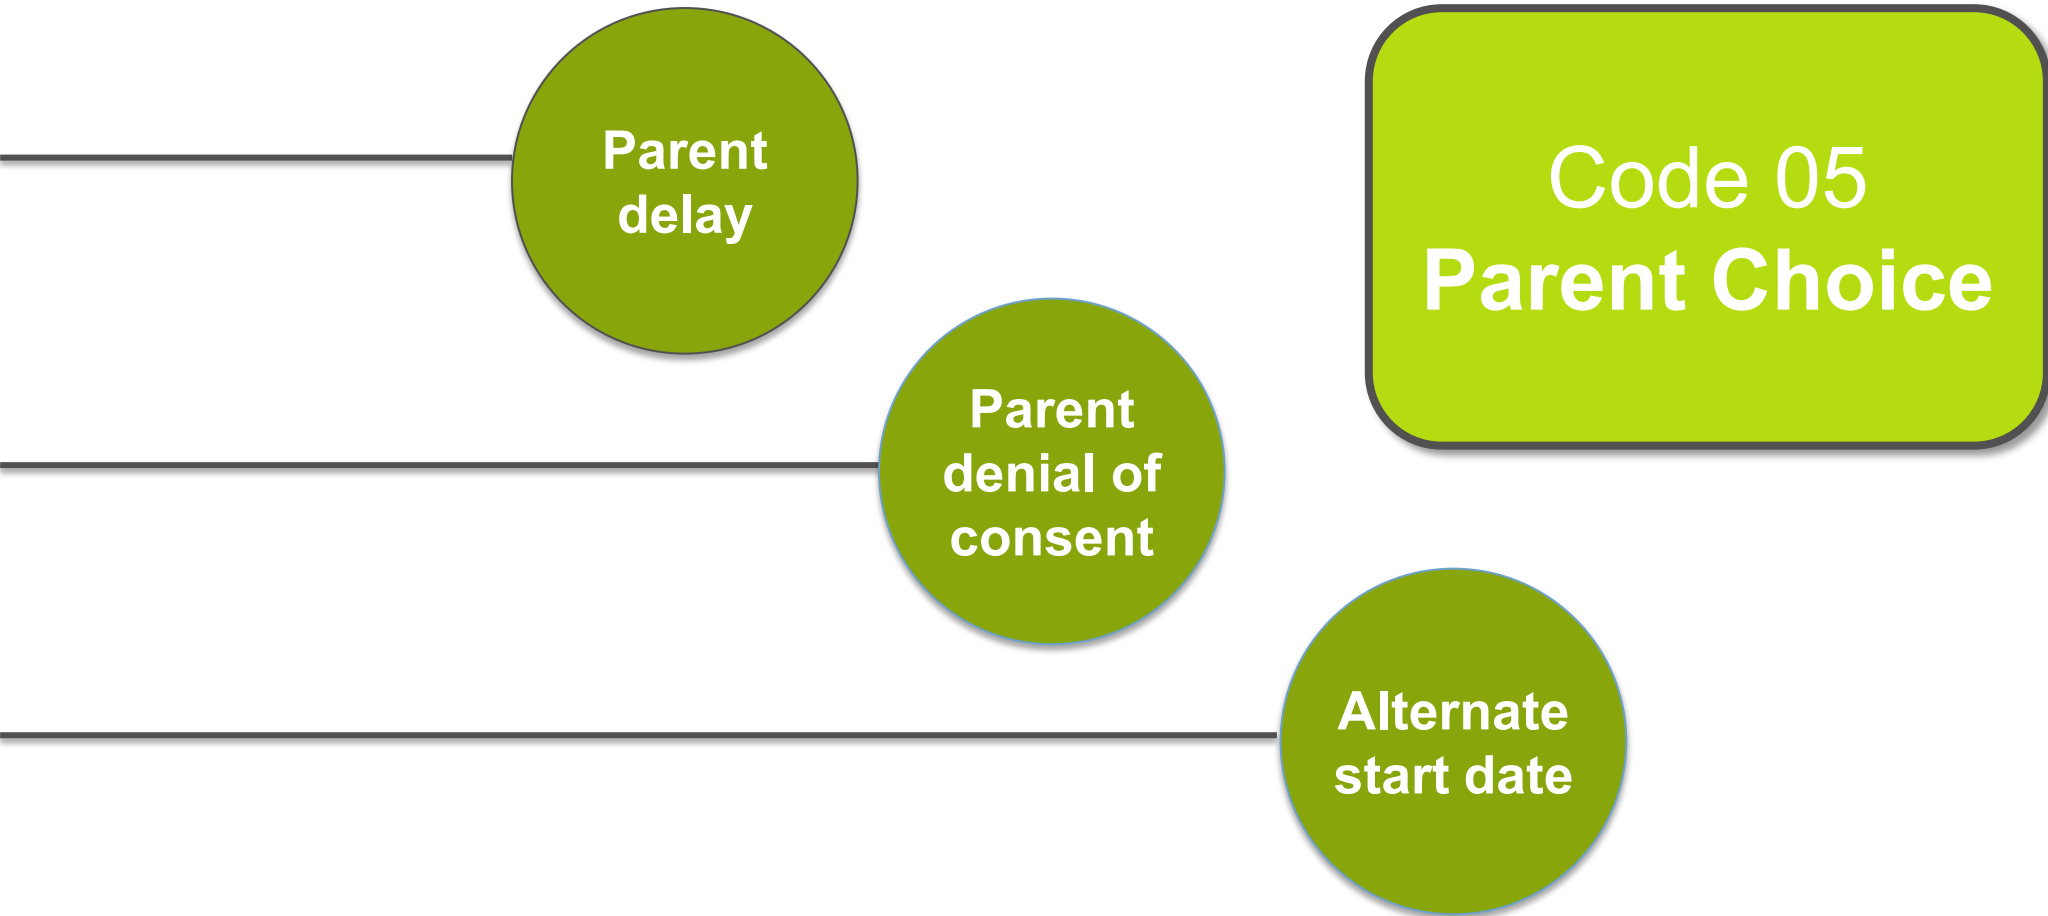 Parent
delay
Code 05
Parent Choice
Parent
denial of
consent
Alternate
start date